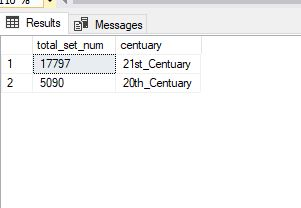 110 %
Results Messages
total_set_num centuary
1 17797 21st_Centuary
2 5090 20th_Centuary